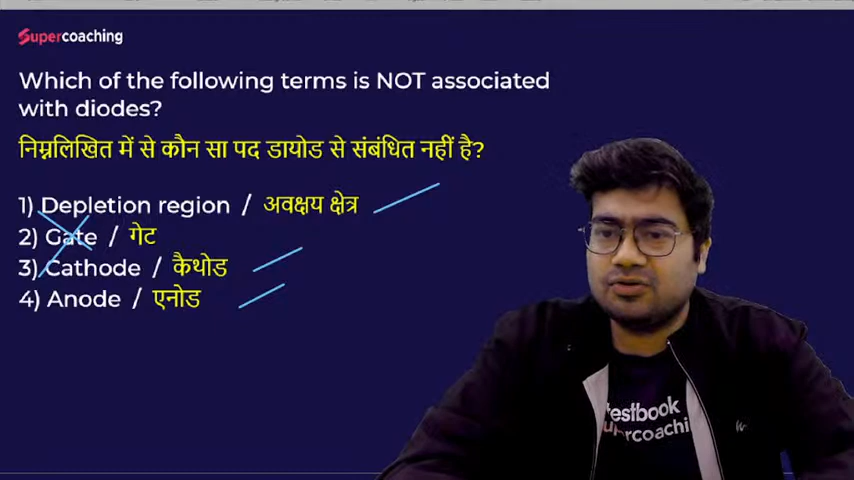 Supercoaching
Which of the following terms is NOT associated
with diodes?
निम्नलिखित में से कौन सा पद डायोड से संबंधित नहीं है?
1) Depletion region / अवक्षय क्षेत्र
2) Gate / गेट
3) Cathode / कैथोड
4) Anode / एनोड
testbook